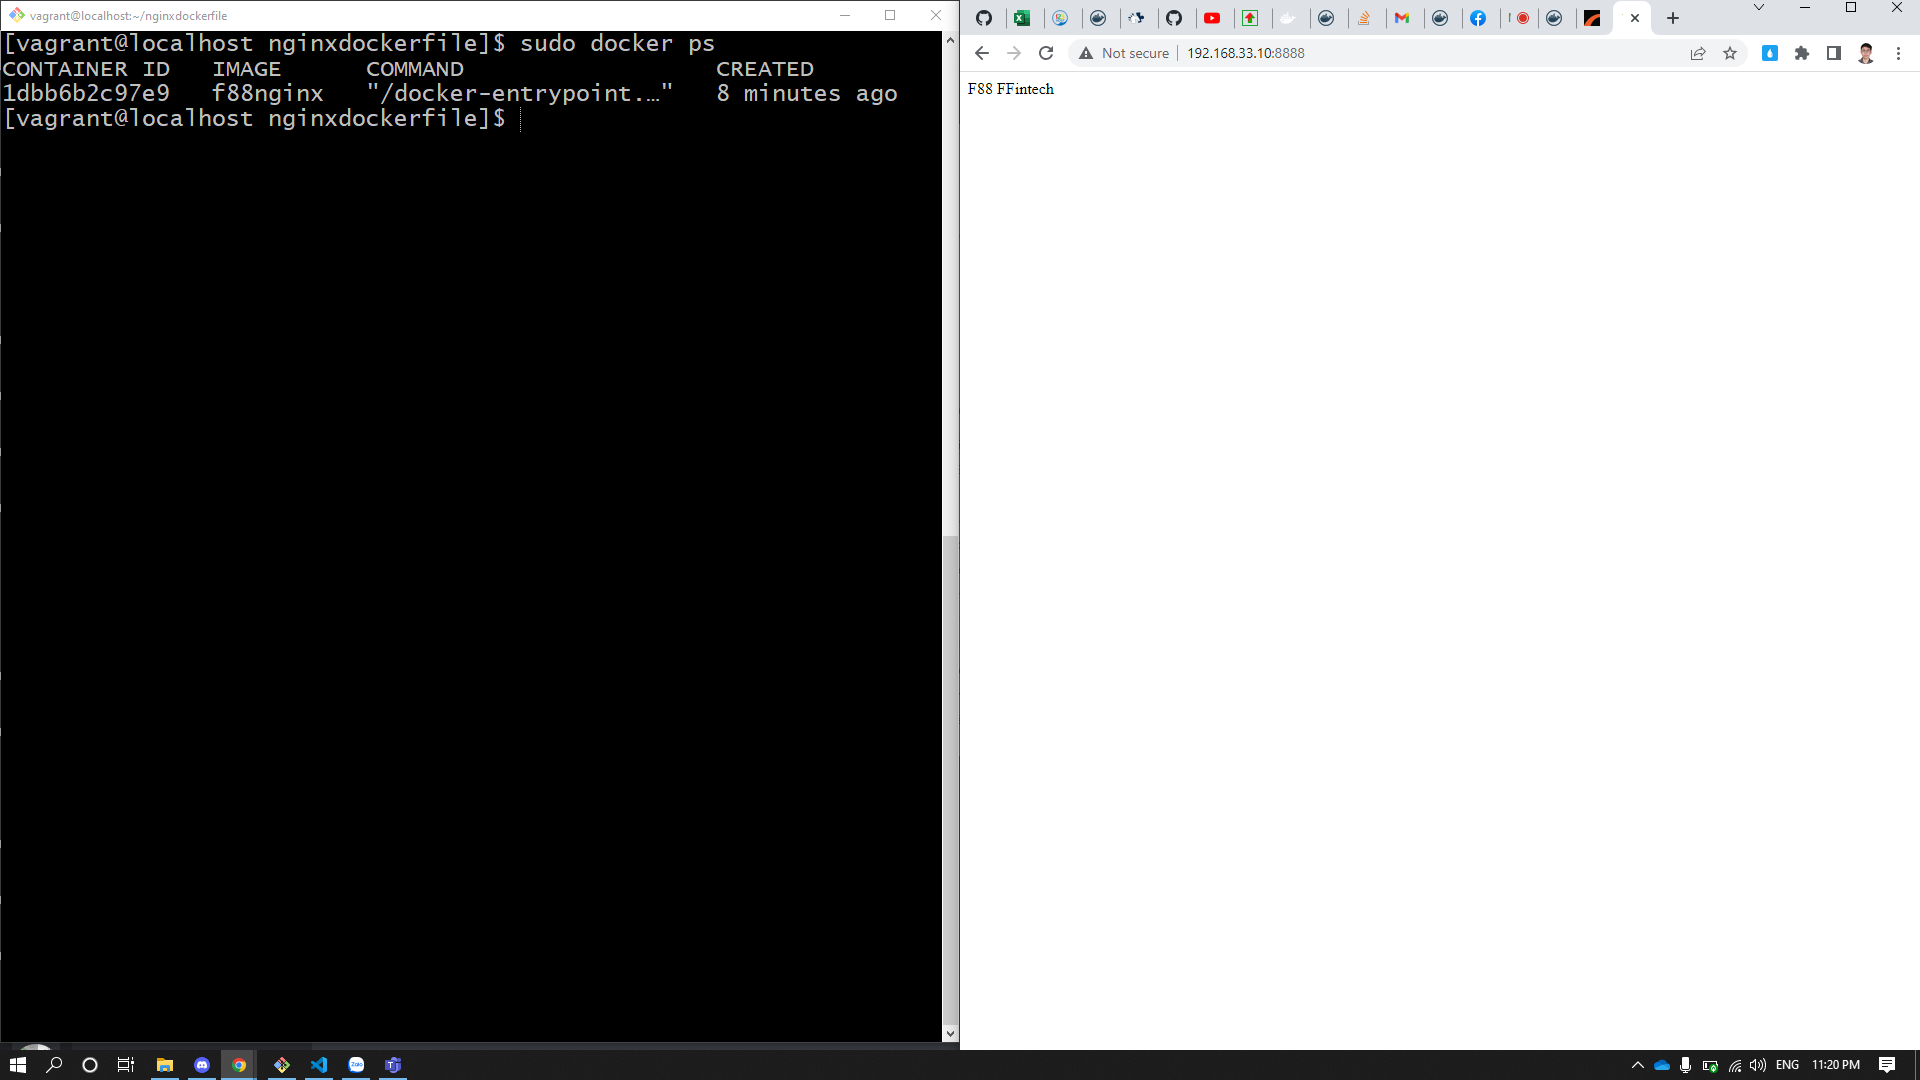 vagrant@localhost:~/nginxdockerfile
[vagrant@localhost nginxdockerfile]$ sudo docker ps
CONTAINER ID   IMAGE      COMMAND                  CREATED
1dbb6b2c97e9   f88nginx   "/docker-entrypoint.…"   8 minutes ago
[vagrant@localhost nginxdockerfile]$
Not secure
192.168.33.10:8888
F88 FFintech
Zalo
ENG
11:20 PM